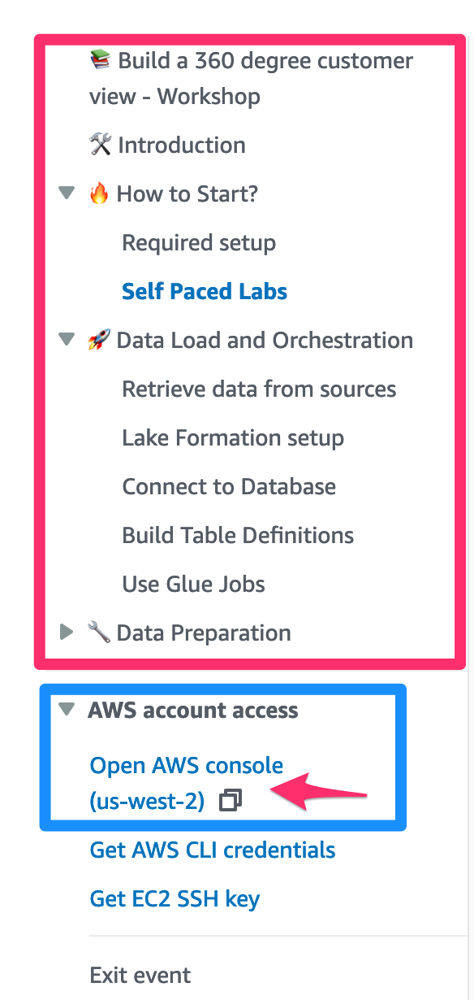 📚 Build a 360 degree customer
view - Workshop
🛠 Introduction
🔥 How to Start?
Required setup
Self Paced Labs
🚀 Data Load and Orchestration
Retrieve data from sources
Lake Formation setup
Connect to Database
Build Table Definitions
Use Glue Jobs
🔧 Data Preparation
AWS account access
Open AWS console
(us-west-2)
Get AWS CLI credentials
Get EC2 SSH key
Exit event